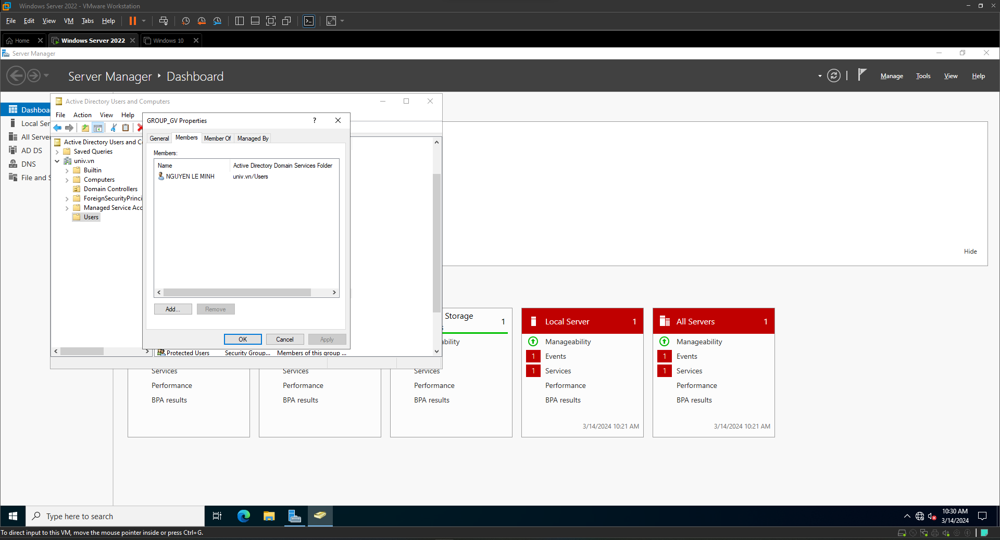 Windows Server 2022 - VMware Workstation
File Edit View VM Tabs Help
Home Windows Server 2022 Windows 10
Server Manager
Server Manager Dashboard
Manage Tools View Help
Dashboa
Local Ser
All Server
AD DS
DNS
File and S
Active Directory Users and Computers
File Action View Help
Active Directory Users and C
Saved Queries
univ.vn
Builtin
Computers
Domain Controllers
ForeignSecurityPrinci
Managed Service Acc
Users
GROUP_GV Properties
?
General Members Member Of Managed By
Members:
Name Active Directory Domain Services Folder
NGUYEN LE MINH univ.vn/Users
Add... Remove
OK Cancel Apply
Protected Users Security Group... Members of this group ...
Hide
Services
Performance
BPA results
Services
Performance
BPA results
Storage 1
s
ability
Services
Performance
BPA results
Local Server 1
Manageability
1 Events
1 Services
Performance
BPA results
3/14/2024 10:21 AM
All Servers 1
Manageability
1 Events
1 Services
Performance
BPA results
3/14/2024 10:21 AM
Type here to search
10:30 AM
3/14/2024
To direct input to this VM, move the mouse pointer inside or press Ctrl+G.